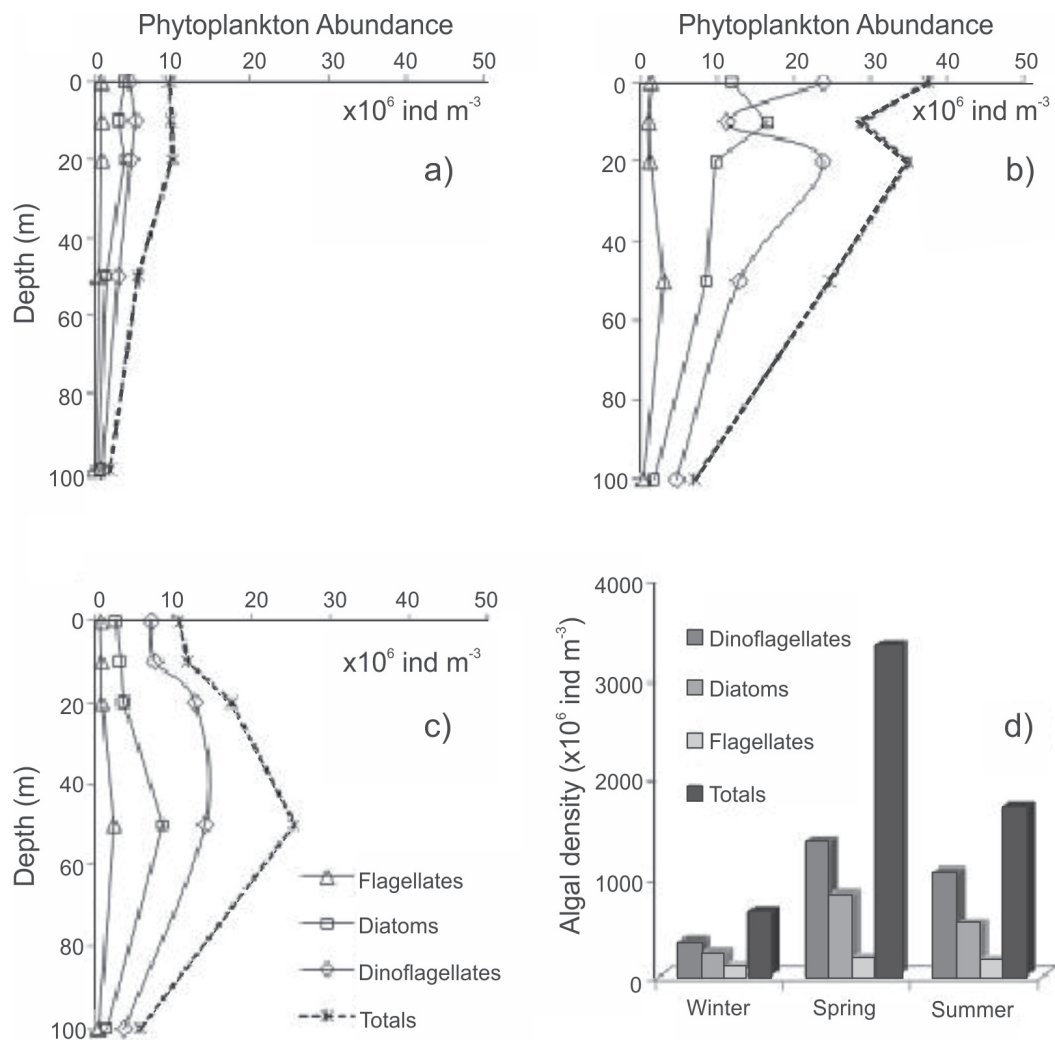 Phytoplankton Abundance
0 10 20 30 40 50
x10⁶ ind m⁻³
a)
Depth (m)
0
20
40
60
80
100
Phytoplankton Abundance
0 10 20 30 40 50
x10⁶ ind m⁻³
b)
0
20
40
60
80
100
0 10 20 30 40 50
x10⁶ ind m⁻³
c)
Depth (m)
0
20
40
60
80
100
Flagellates
Diatoms
Dinoflagellates
Totals
Algal density (x10⁶ ind m⁻³)
4000
3000
2000
1000
0
Dinoflagellates
Diatoms
Flagellates
Totals
d)
Winter Spring Summer